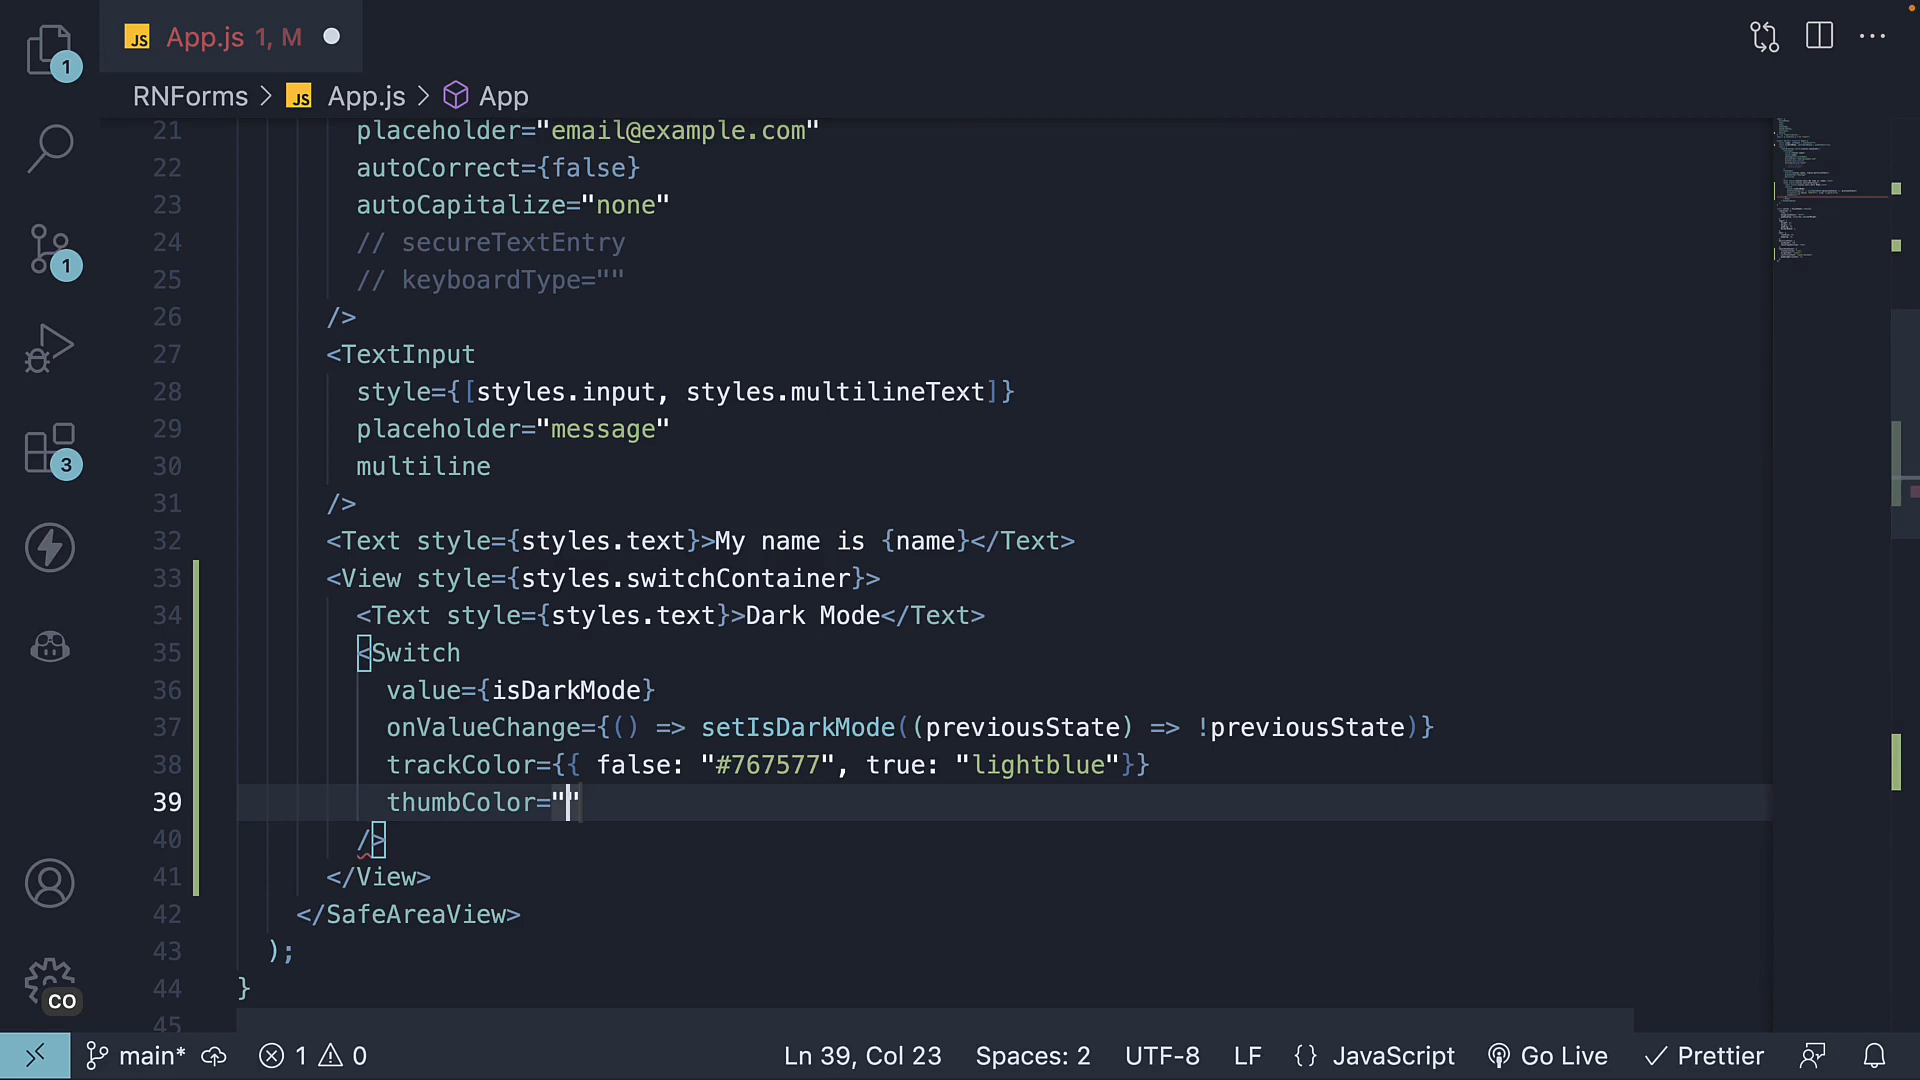 JS App.js 1, M
RNForms > JS App.js > App
1
21 placeholder="email@example.com"
22 autoCorrect={false}
23 autoCapitalize="none"
24 // secureTextEntry
25 // keyboardType=""
26 />
27 <TextInput
28 style={[styles.input, styles.multilineText]}
29 placeholder="message"
30 multiline
31 />
32 <Text style={styles.text}>My name is {name}</Text>
33 <View style={styles.switchContainer}>
34 <Text style={styles.text}>Dark Mode</Text>
35 <Switch
36 value={isDarkMode}
37 onValueChange={() => setIsDarkMode((previousState) => !previousState)}
38 trackColor={{ false: "#767577", true: "lightblue"}}
39 thumbColor=""
40 />
41 </View>
42 </SafeAreaView>
43 );
44 }
45
1
3
CO
main* 1 0 Ln 39, Col 23 Spaces: 2 UTF-8 LF {} JavaScript Go Live Prettier